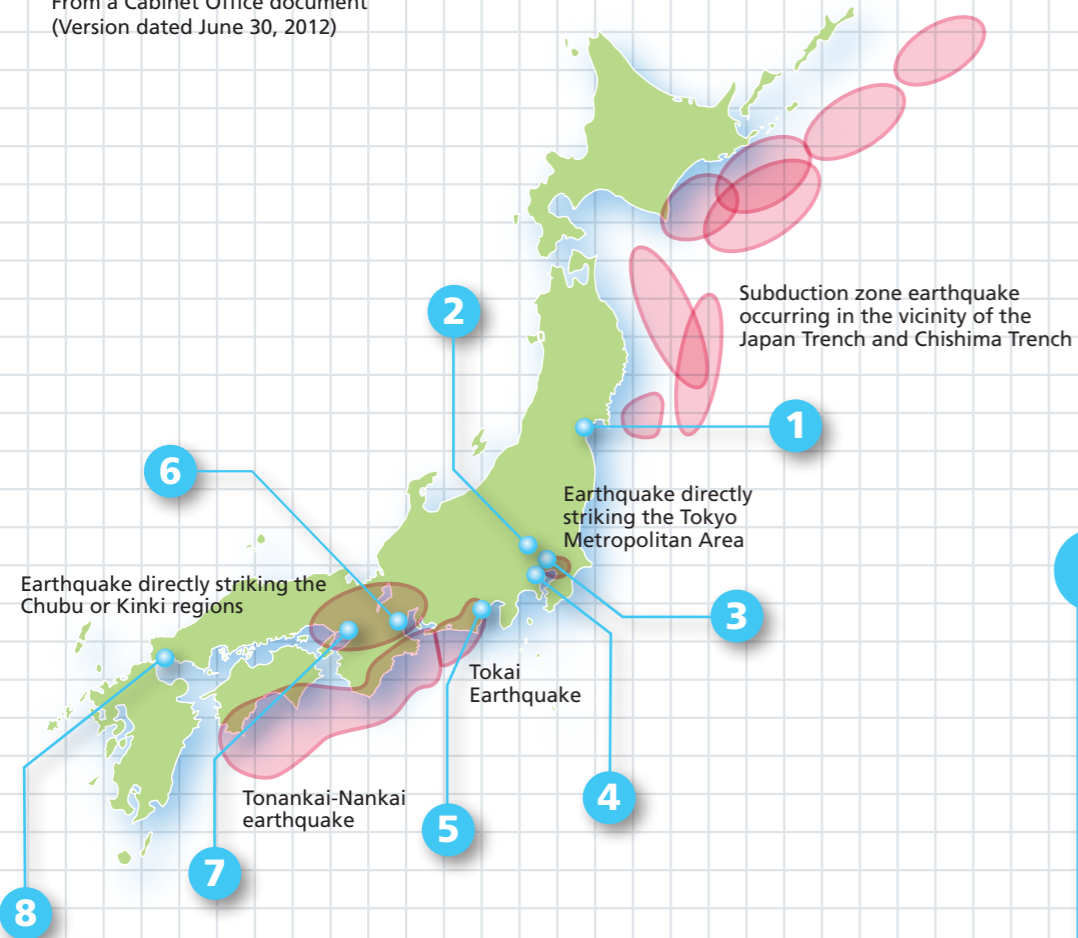 From a Cabinet Office document
(Version dated June 30, 2012)
2
Subduction zone earthquake
occurring in the vicinity of the
Japan Trench and Chishima Trench
1
6
Earthquake directly
striking the Tokyo
Metropolitan Area
Earthquake directly striking the
Chubu or Kinki regions
3
Tokai
Earthquake
Tonankai-Nankai
earthquake
4
5
7
8